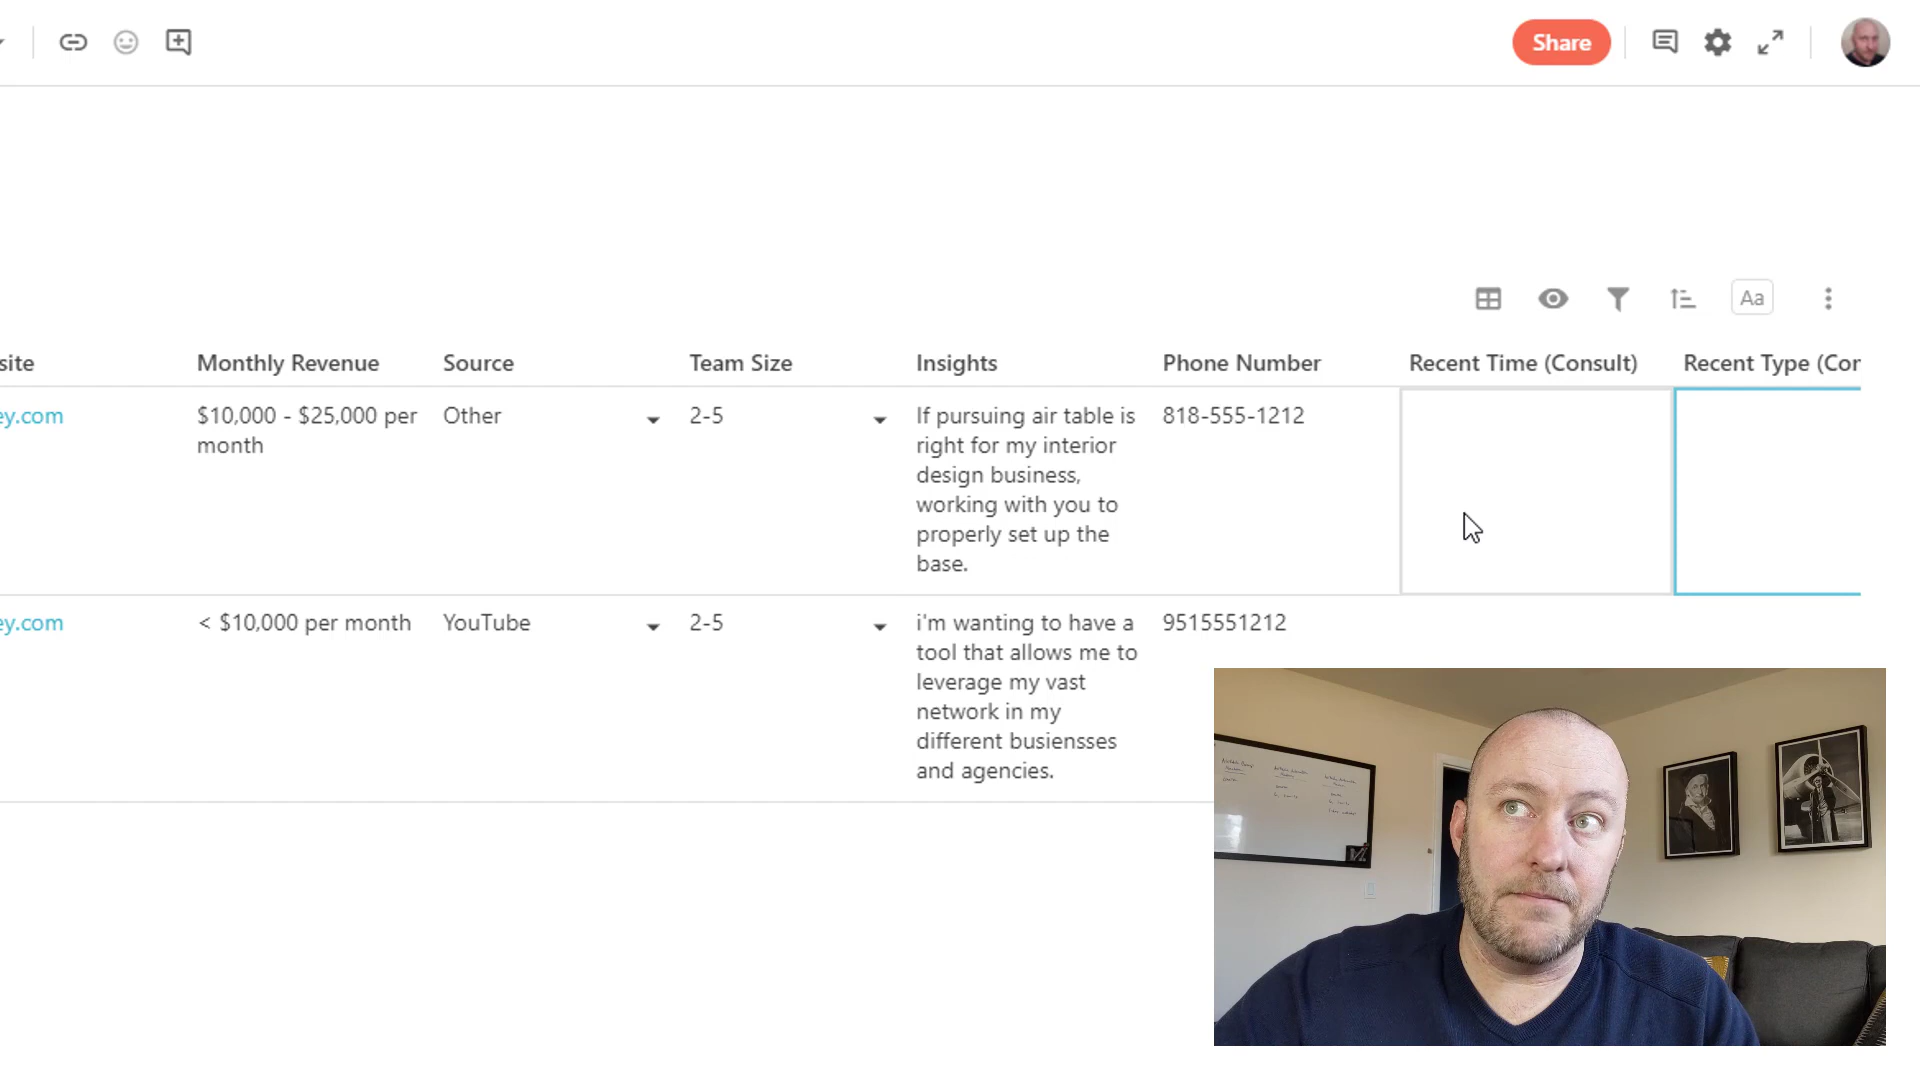 Share
Aa
site
Monthly Revenue
Source
Team Size
Insights
Phone Number
Recent Time (Consult)
Recent Type (Cor
ey.com
$10,000 - $25,000 per
month
Other
2-5
If pursuing air table is
right for my interior
design business,
working with you to
properly set up the
base.
818-555-1212
ey.com
< $10,000 per month
YouTube
2-5
i'm wanting to have a
tool that allows me to
leverage my vast
network in my
different busiensses
and agencies.
9515551212